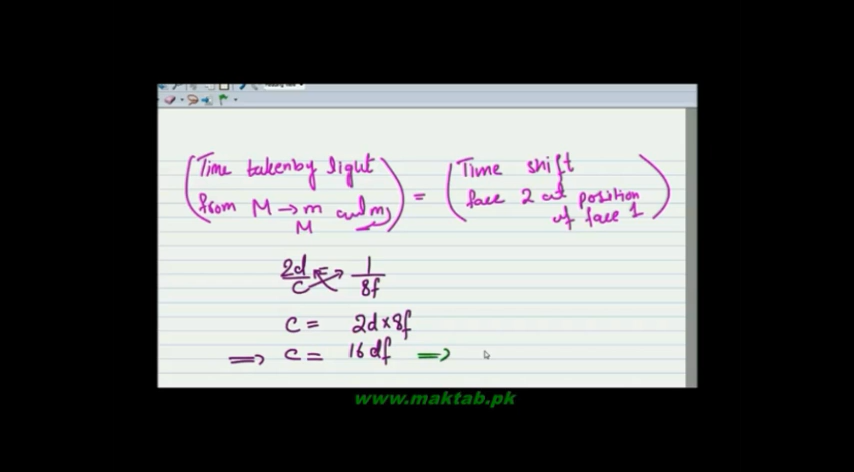 (Time taken by light) = (Time shift
from M → m and m) face 2 at position
M of face 1)
2d/c = 1/8f
c = 2d×8f
⇒ c = 16 df ⇒
www.maktab.pk